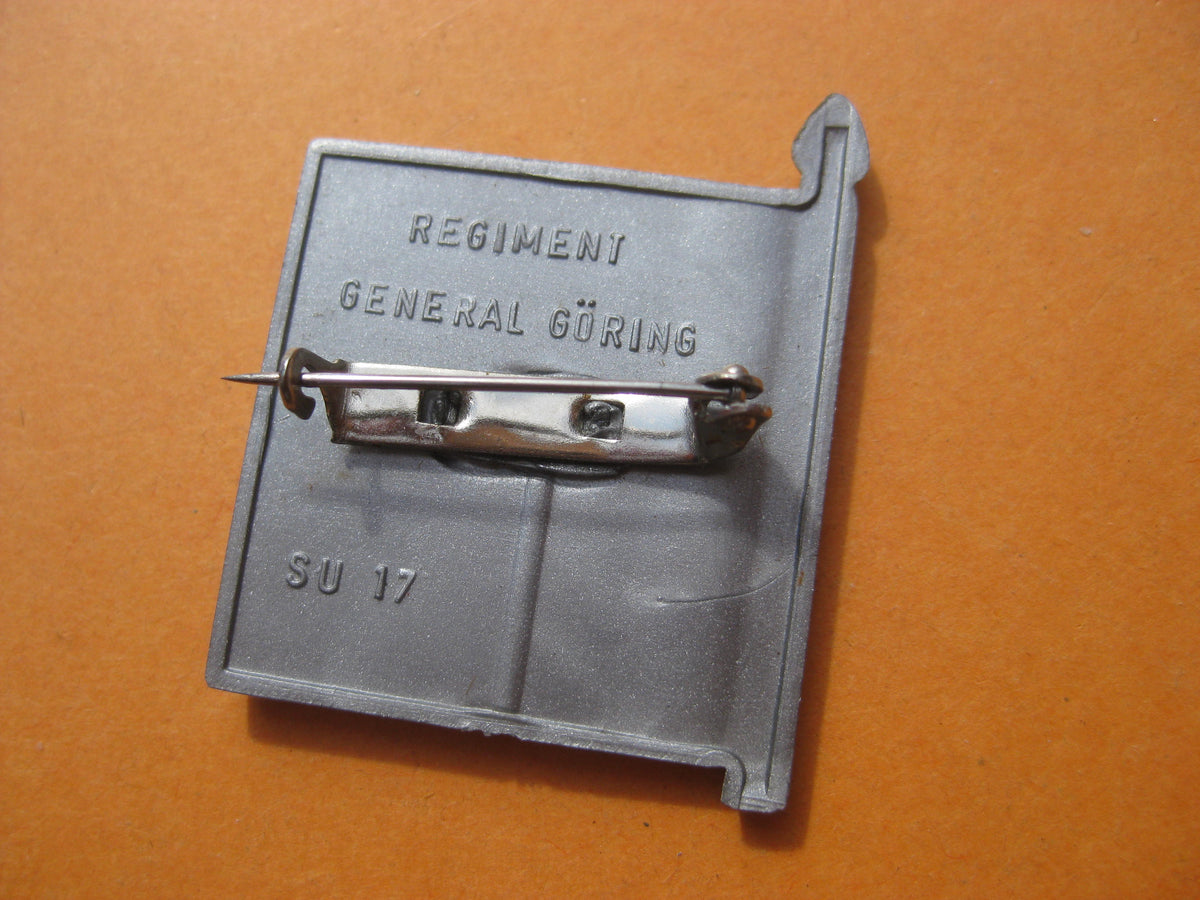 REGIMENT
GENERAL GÖRING
SU 17